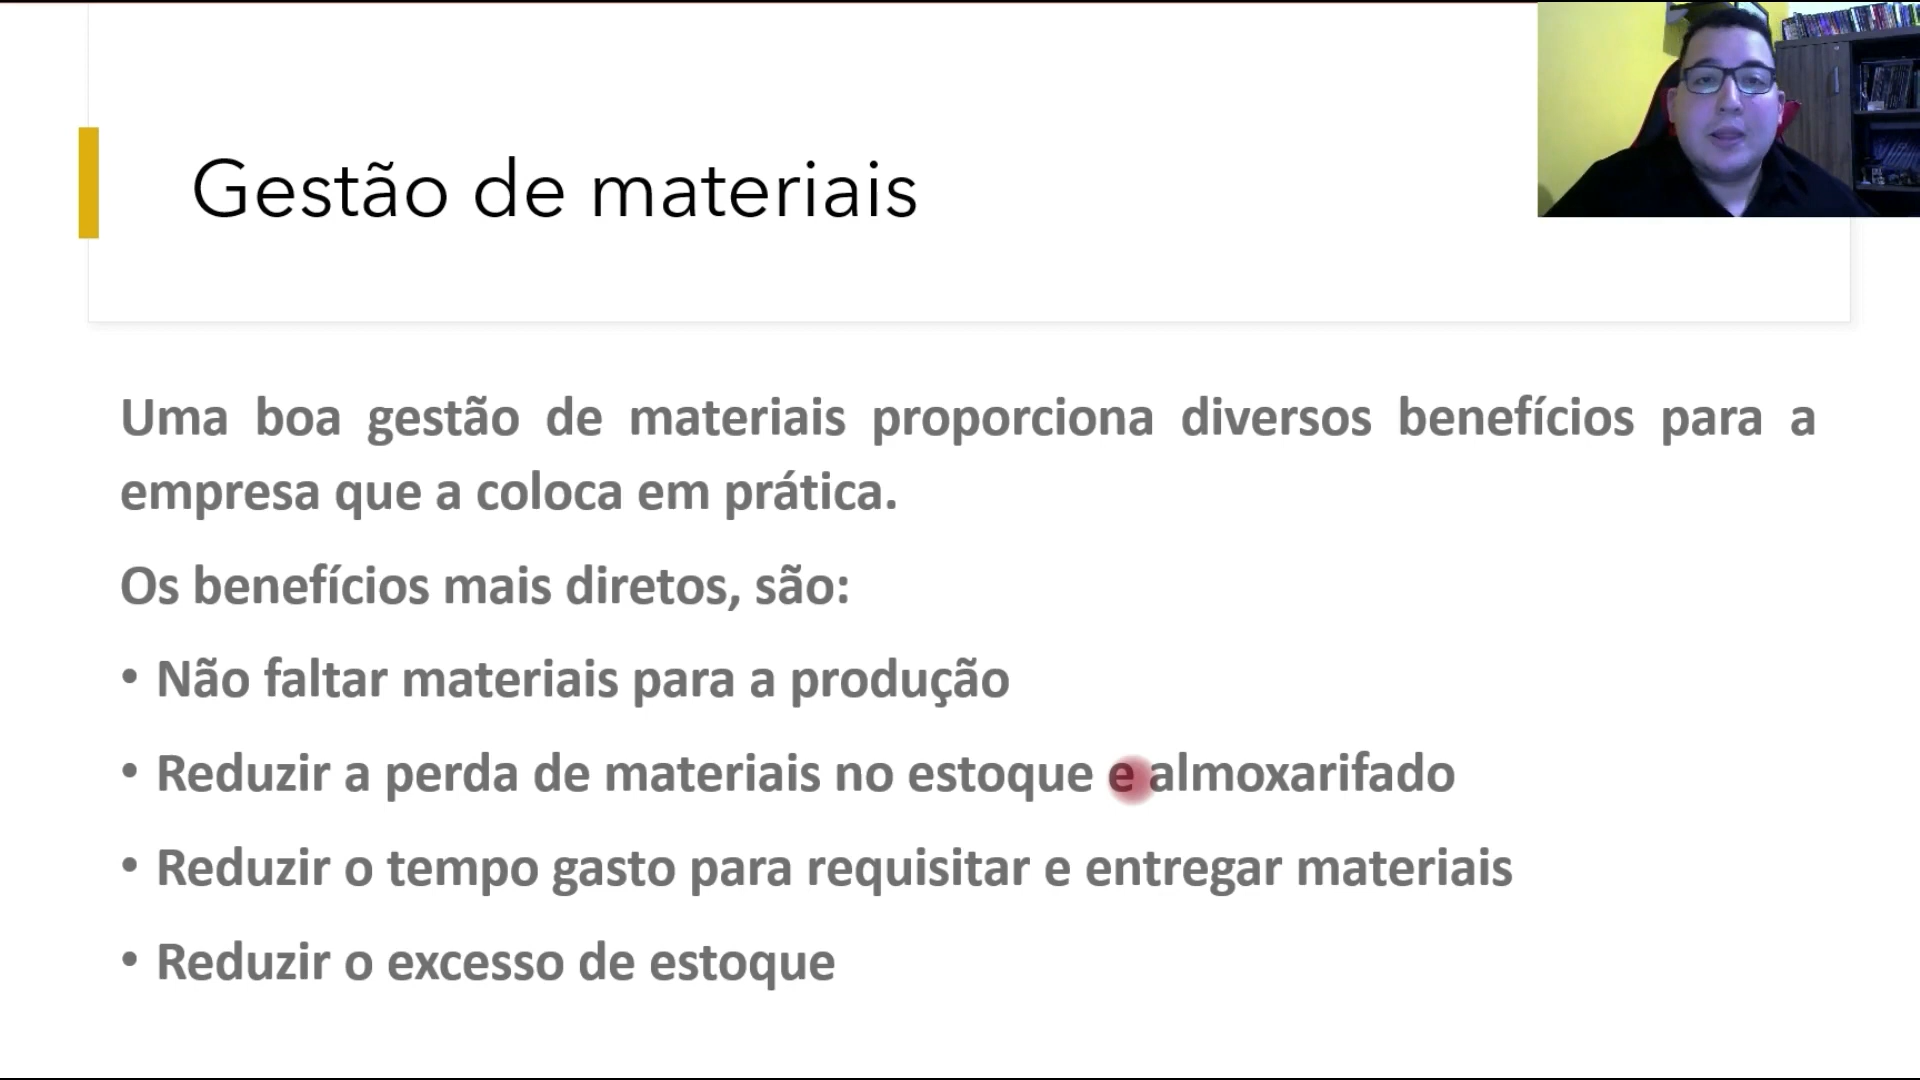 Gestão de materiais
Uma boa gestão de materiais proporciona diversos benefícios para a
empresa que a coloca em prática.
Os benefícios mais diretos, são:
• Não faltar materiais para a produção
• Reduzir a perda de materiais no estoque e almoxarifado
• Reduzir o tempo gasto para requisitar e entregar materiais
• Reduzir o excesso de estoque